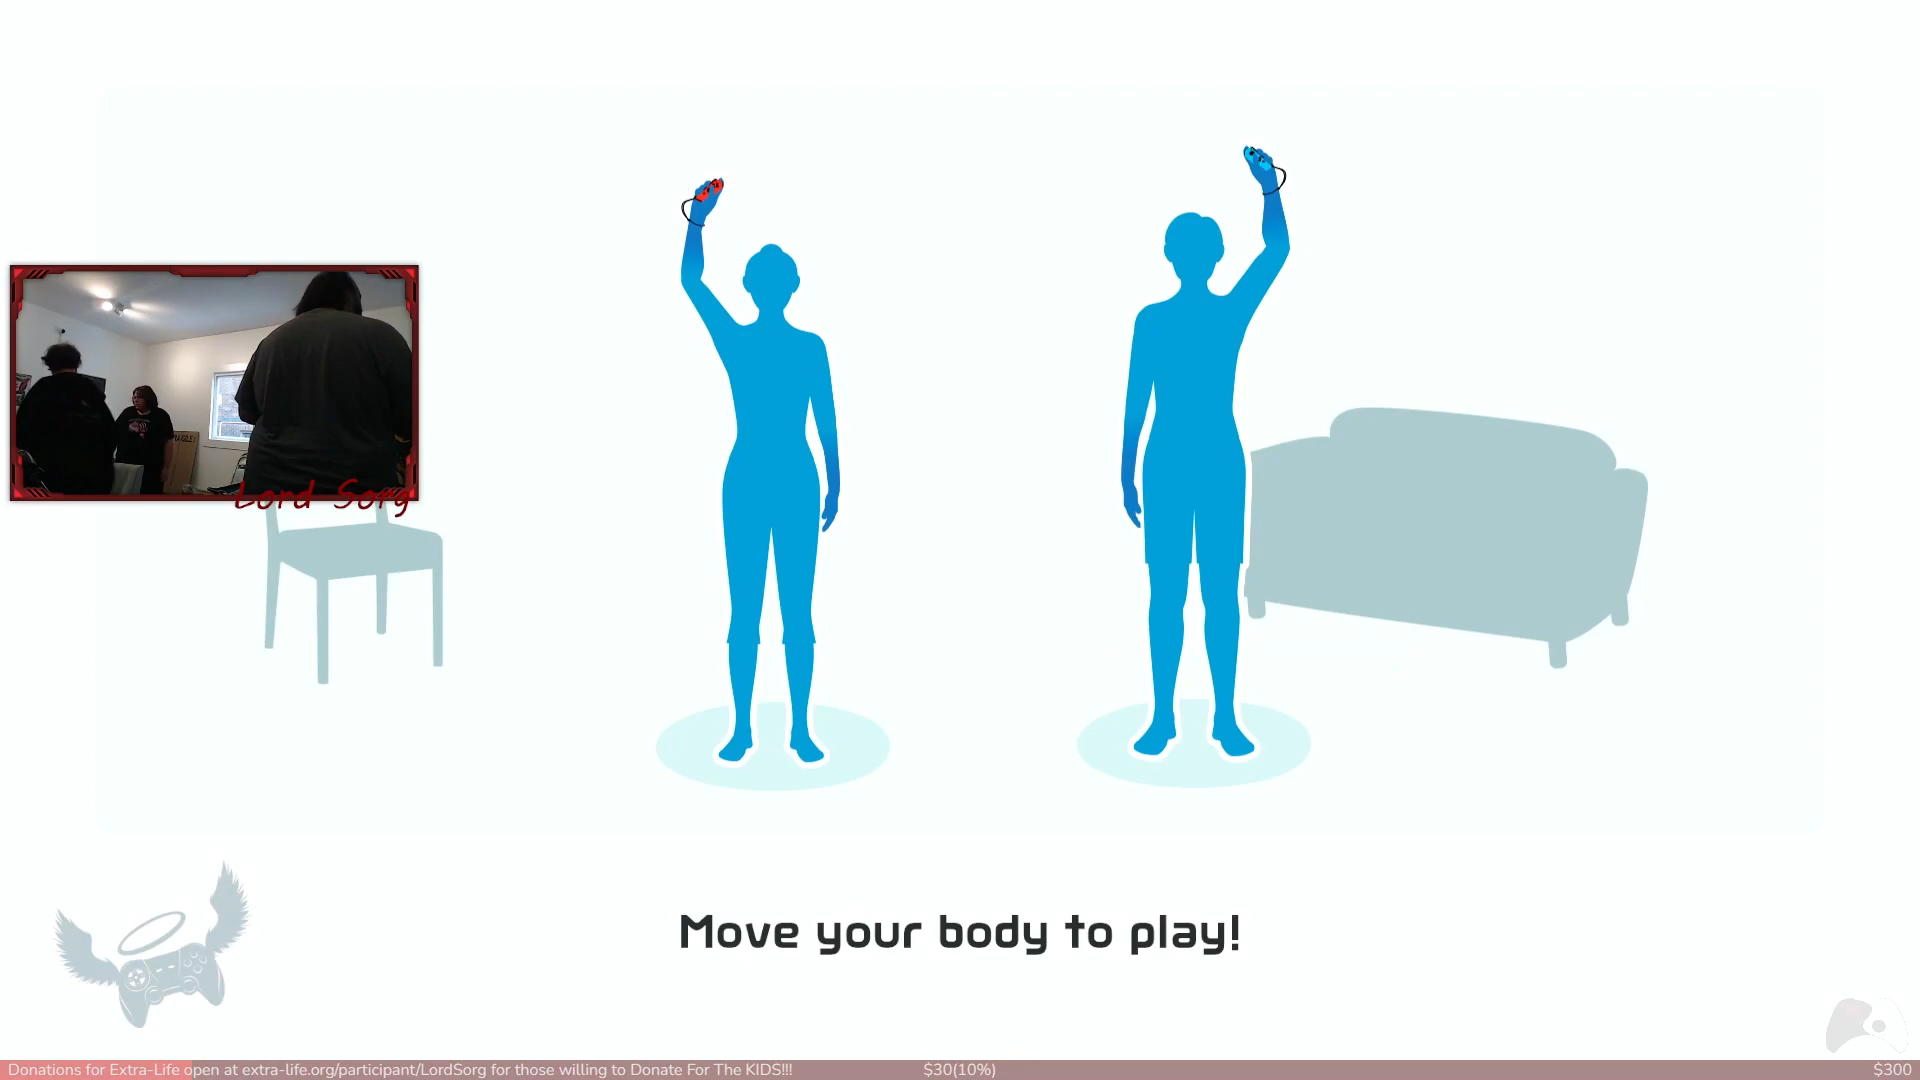 Lord Sorg
Move your body to play!
Donations for Extra-Life open at extra-life.org/participant/LordSorg for those willing to Donate For The KIDS!!! $30(10%) $300